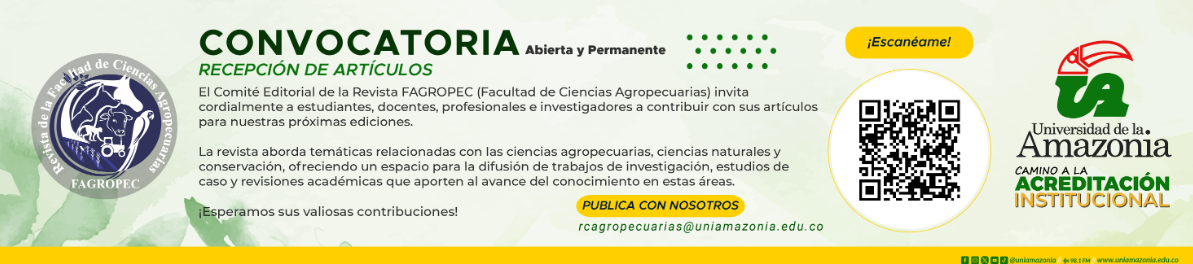 CONVOCATORIA Abierta y Permanente
RECEPCIÓN DE ARTÍCULOS
El Comité Editorial de la Revista FAGROPEC (Facultad de Ciencias Agropecuarias) invita
cordialmente a estudiantes, docentes, profesionales e investigadores a contribuir con sus artículos
para nuestras próximas ediciones.
La revista aborda temáticas relacionadas con las ciencias agropecuarias, ciencias naturales y
conservación, ofreciendo un espacio para la difusión de trabajos de investigación, estudios de
caso y revisiones académicas que aporten al avance del conocimiento en estas áreas.
¡Esperamos sus valiosas contribuciones!
PUBLICA CON NOSOTROS
rcagropecuarias@uniamazonia.edu.co
Revista de la Facultad de Ciencias Agropecuarias
FAGROPEC
¡Escanéame!
UA
Universidad de la
Amazonia
CAMINO A LA
ACREDITACIÓN
INSTITUCIONAL
@uniamazonia 98.1 FM www.uniamazonia.edu.co